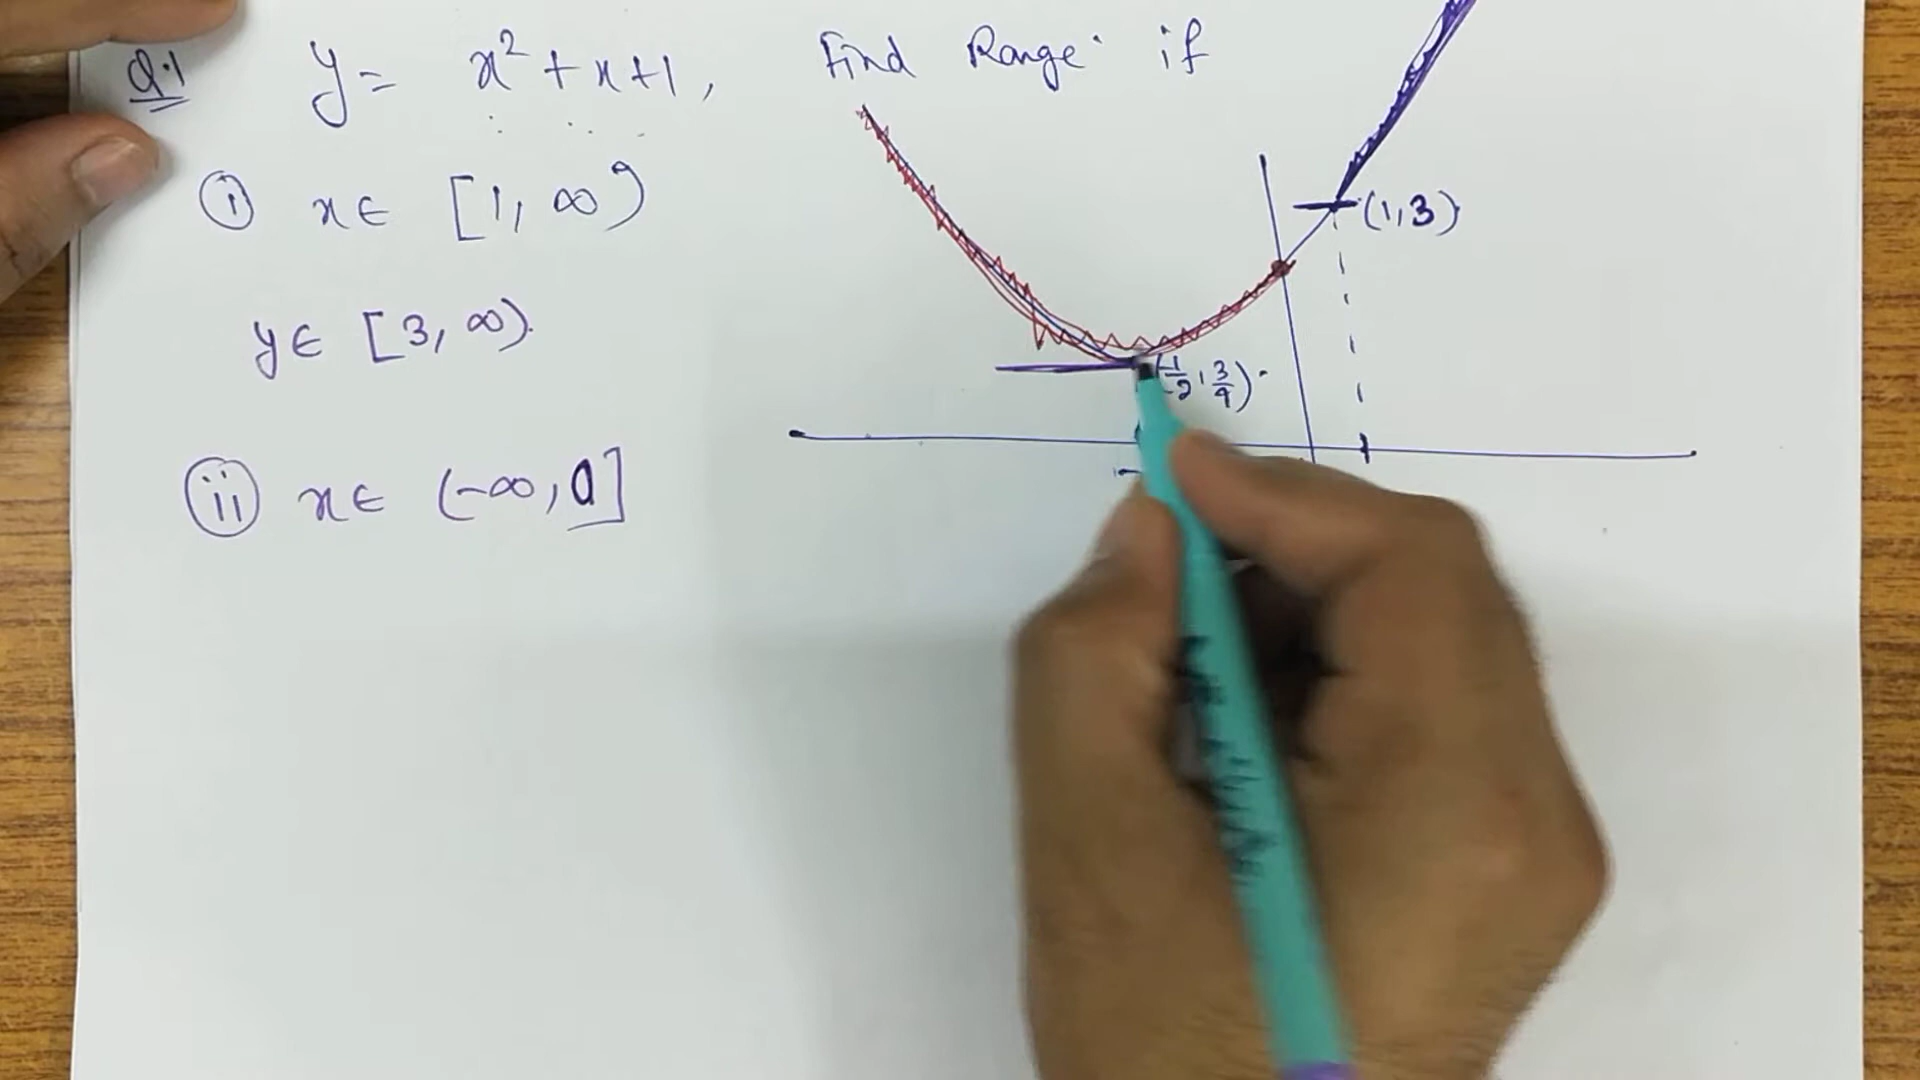 Q.1 y = x² + x + 1, Find Range if
(i) x ∈ [1, ∞)
(1, 3)
y ∈ [3, ∞).
(-1/2, 3/4)
(ii) x ∈ (-∞, 0]